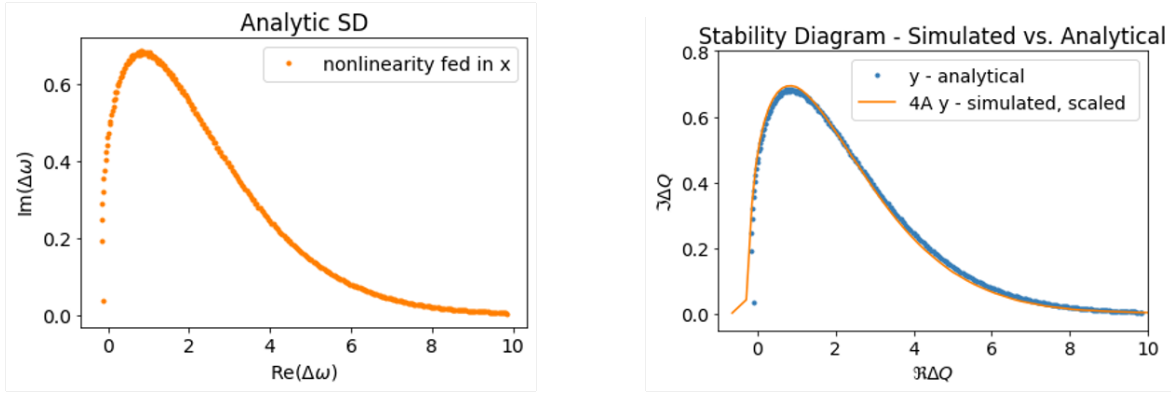 Analytic SD
nonlinearity fed in x
0.6
0.4
0.2
0.0
Im(Δω)
0 2 4 6 8 10
Re(Δω)
Stability Diagram - Simulated vs. Analytical
y - analytical
4A y - simulated, scaled
0.8
0.6
0.4
0.2
0.0
ℑΔQ
0 2 4 6 8 10
ℜΔQ